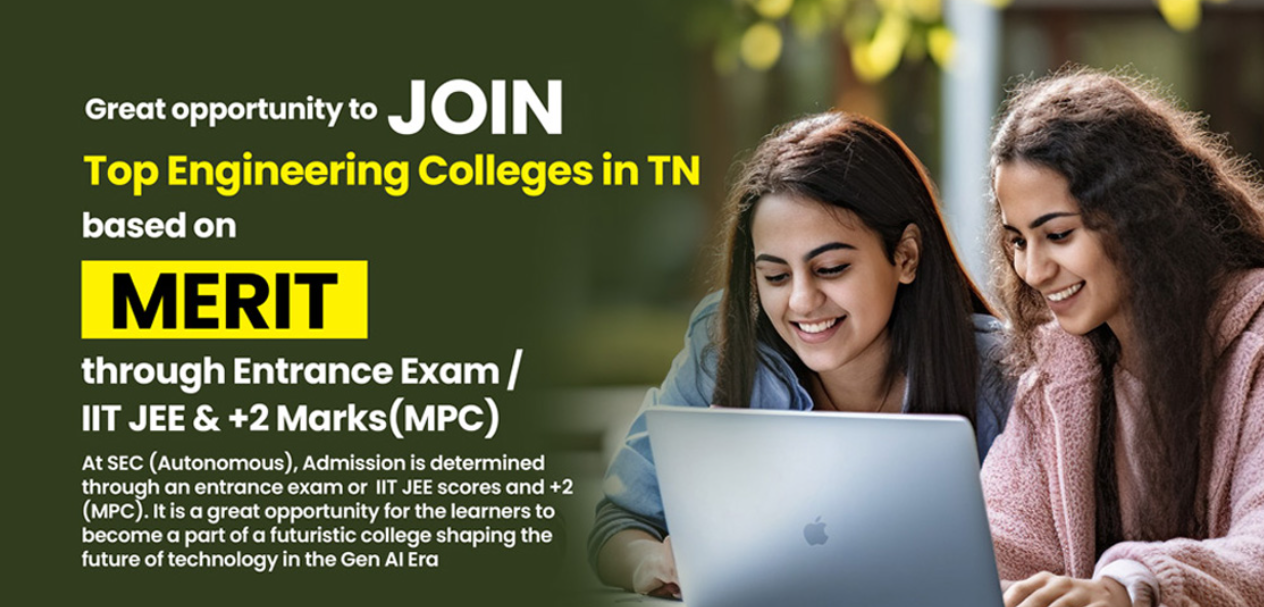 Great opportunity to JOIN
Top Engineering Colleges in TN
based on
MERIT
through Entrance Exam /
IIT JEE & +2 Marks(MPC)
At SEC (Autonomous), Admission is determined
through an entrance exam or IIT JEE scores and +2
(MPC). It is a great opportunity for the learners to
become a part of a futuristic college shaping the
future of technology in the Gen AI Era